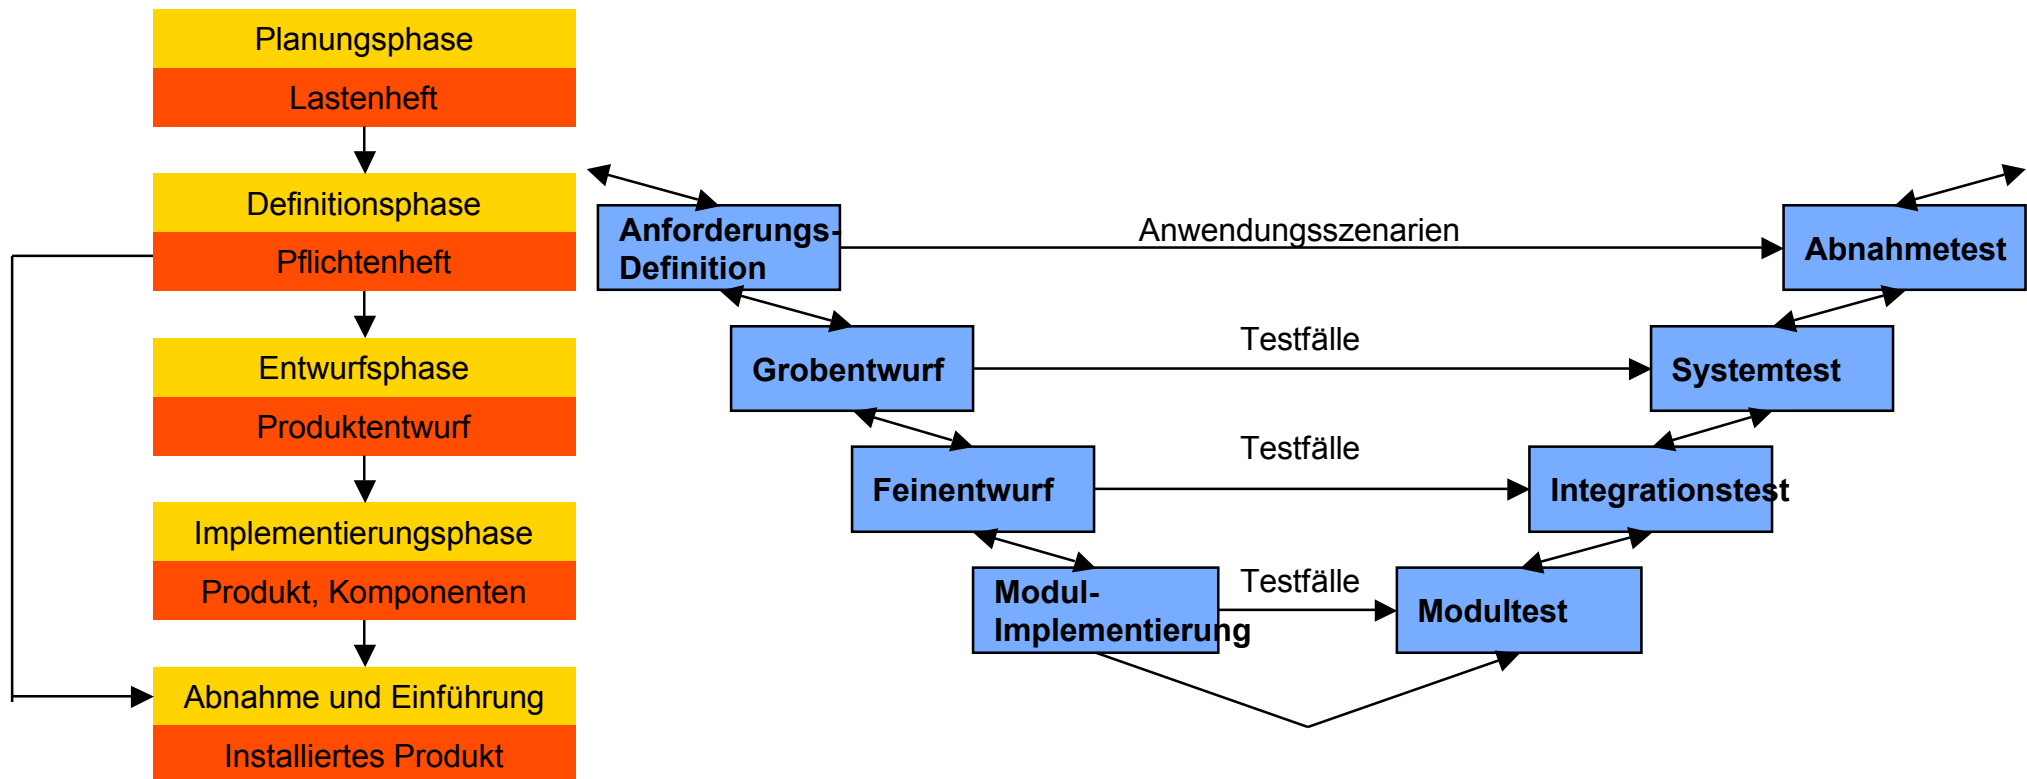 Planungsphase
Lastenheft
Definitionsphase
Pflichtenheft
Entwurfsphase
Produktentwurf
Implementierungsphase
Produkt, Komponenten
Abnahme und Einführung
Installiertes Produkt
Anforderungs-
Definition
Anwendungsszenarien
Abnahmetest
Grobentwurf
Testfälle
Systemtest
Feinentwurf
Testfälle
Integrationstest
Modul-
Implementierung
Testfälle
Modultest